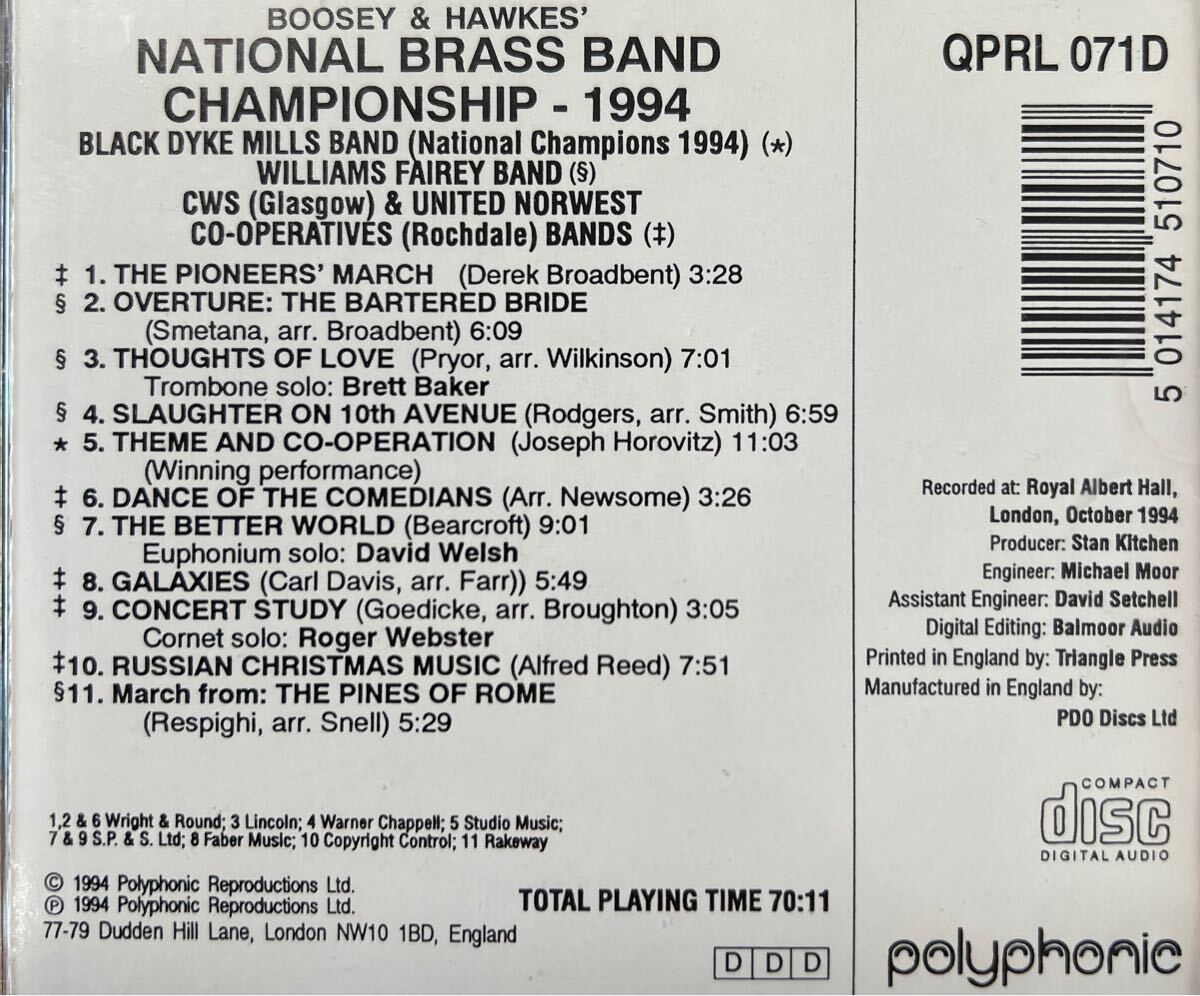 BOOSEY & HAWKES'
NATIONAL BRASS BAND
CHAMPIONSHIP - 1994
BLACK DYKE MILLS BAND (National Champions 1994) (*)
WILLIAMS FAIREY BAND (§)
CWS (Glasgow) & UNITED NORWEST
CO-OPERATIVES (Rochdale) BANDS (‡)
‡ 1. THE PIONEERS' MARCH (Derek Broadbent) 3:28
§ 2. OVERTURE: THE BARTERED BRIDE
(Smetana, arr. Broadbent) 6:09
§ 3. THOUGHTS OF LOVE (Pryor, arr. Wilkinson) 7:01
Trombone solo: Brett Baker
§ 4. SLAUGHTER ON 10th AVENUE (Rodgers, arr. Smith) 6:59
* 5. THEME AND CO-OPERATION (Joseph Horovitz) 11:03
(Winning performance)
‡ 6. DANCE OF THE COMEDIANS (Arr. Newsome) 3:26
§ 7. THE BETTER WORLD (Bearcroft) 9:01
Euphonium solo: David Welsh
‡ 8. GALAXIES (Carl Davis, arr. Farr)) 5:49
‡ 9. CONCERT STUDY (Goedicke, arr. Broughton) 3:05
Cornet solo: Roger Webster
‡10. RUSSIAN CHRISTMAS MUSIC (Alfred Reed) 7:51
§11. March from: THE PINES OF ROME
(Respighi, arr. Snell) 5:29
1,2 & 6 Wright & Round; 3 Lincoln; 4 Warner Chappell; 5 Studio Music;
7 & 9 S.P. & S. Ltd; 8 Faber Music; 10 Copyright Control; 11 Rakeway
© 1994 Polyphonic Reproductions Ltd.
℗ 1994 Polyphonic Reproductions Ltd.
77-79 Dudden Hill Lane, London NW10 1BD, England
TOTAL PLAYING TIME 70:11
D D D
QPRL 071D
5 014174 510710
Recorded at: Royal Albert Hall,
London, October 1994
Producer: Stan Kitchen
Engineer: Michael Moor
Assistant Engineer: David Setchell
Digital Editing: Balmoor Audio
Printed in England by: Triangle Press
Manufactured in England by:
PDO Discs Ltd
COMPACT
disc
DIGITAL AUDIO
polyphonic